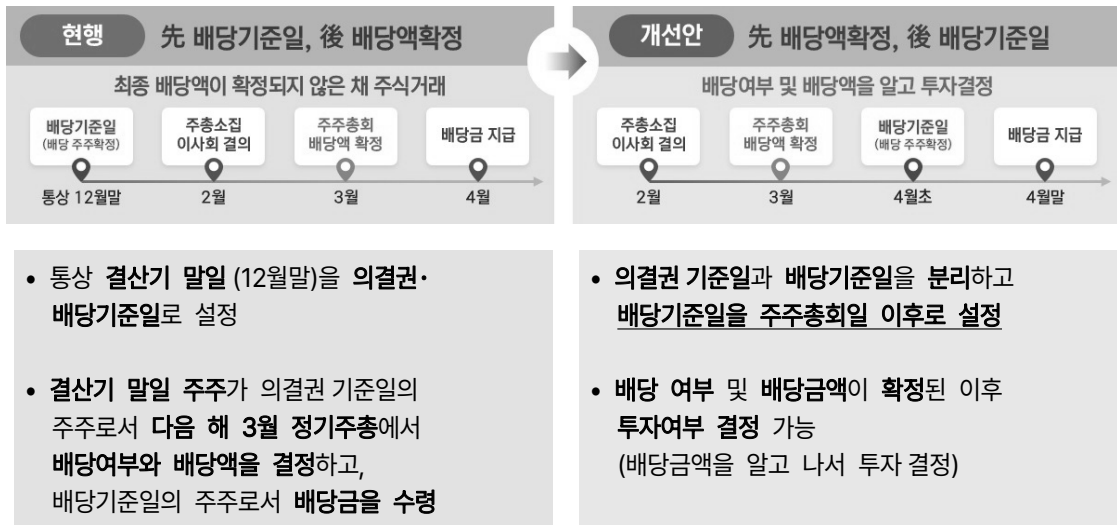 현행 先 배당기준일, 後 배당액확정
최종 배당액이 확정되지 않은 채 주식거래
배당기준일
(배당 주주확정)
주총소집
이사회 결의
주주총회
배당액 확정
배당금 지급
통상 12월말 2월 3월 4월
개선안 先 배당액확정, 後 배당기준일
배당여부 및 배당액을 알고 투자결정
주총소집
이사회 결의
주주총회
배당액 확정
배당기준일
(배당 주주확정)
배당금 지급
2월 3월 4월초 4월말
• 통상 결산기 말일 (12월말)을 의결권·
배당기준일로 설정
• 결산기 말일 주주가 의결권 기준일의
주주로서 다음 해 3월 정기주총에서
배당여부와 배당액을 결정하고,
배당기준일의 주주로서 배당금을 수령
• 의결권 기준일과 배당기준일을 분리하고
배당기준일을 주주총회일 이후로 설정
• 배당 여부 및 배당금액이 확정된 이후
투자여부 결정 가능
(배당금액을 알고 나서 투자 결정)